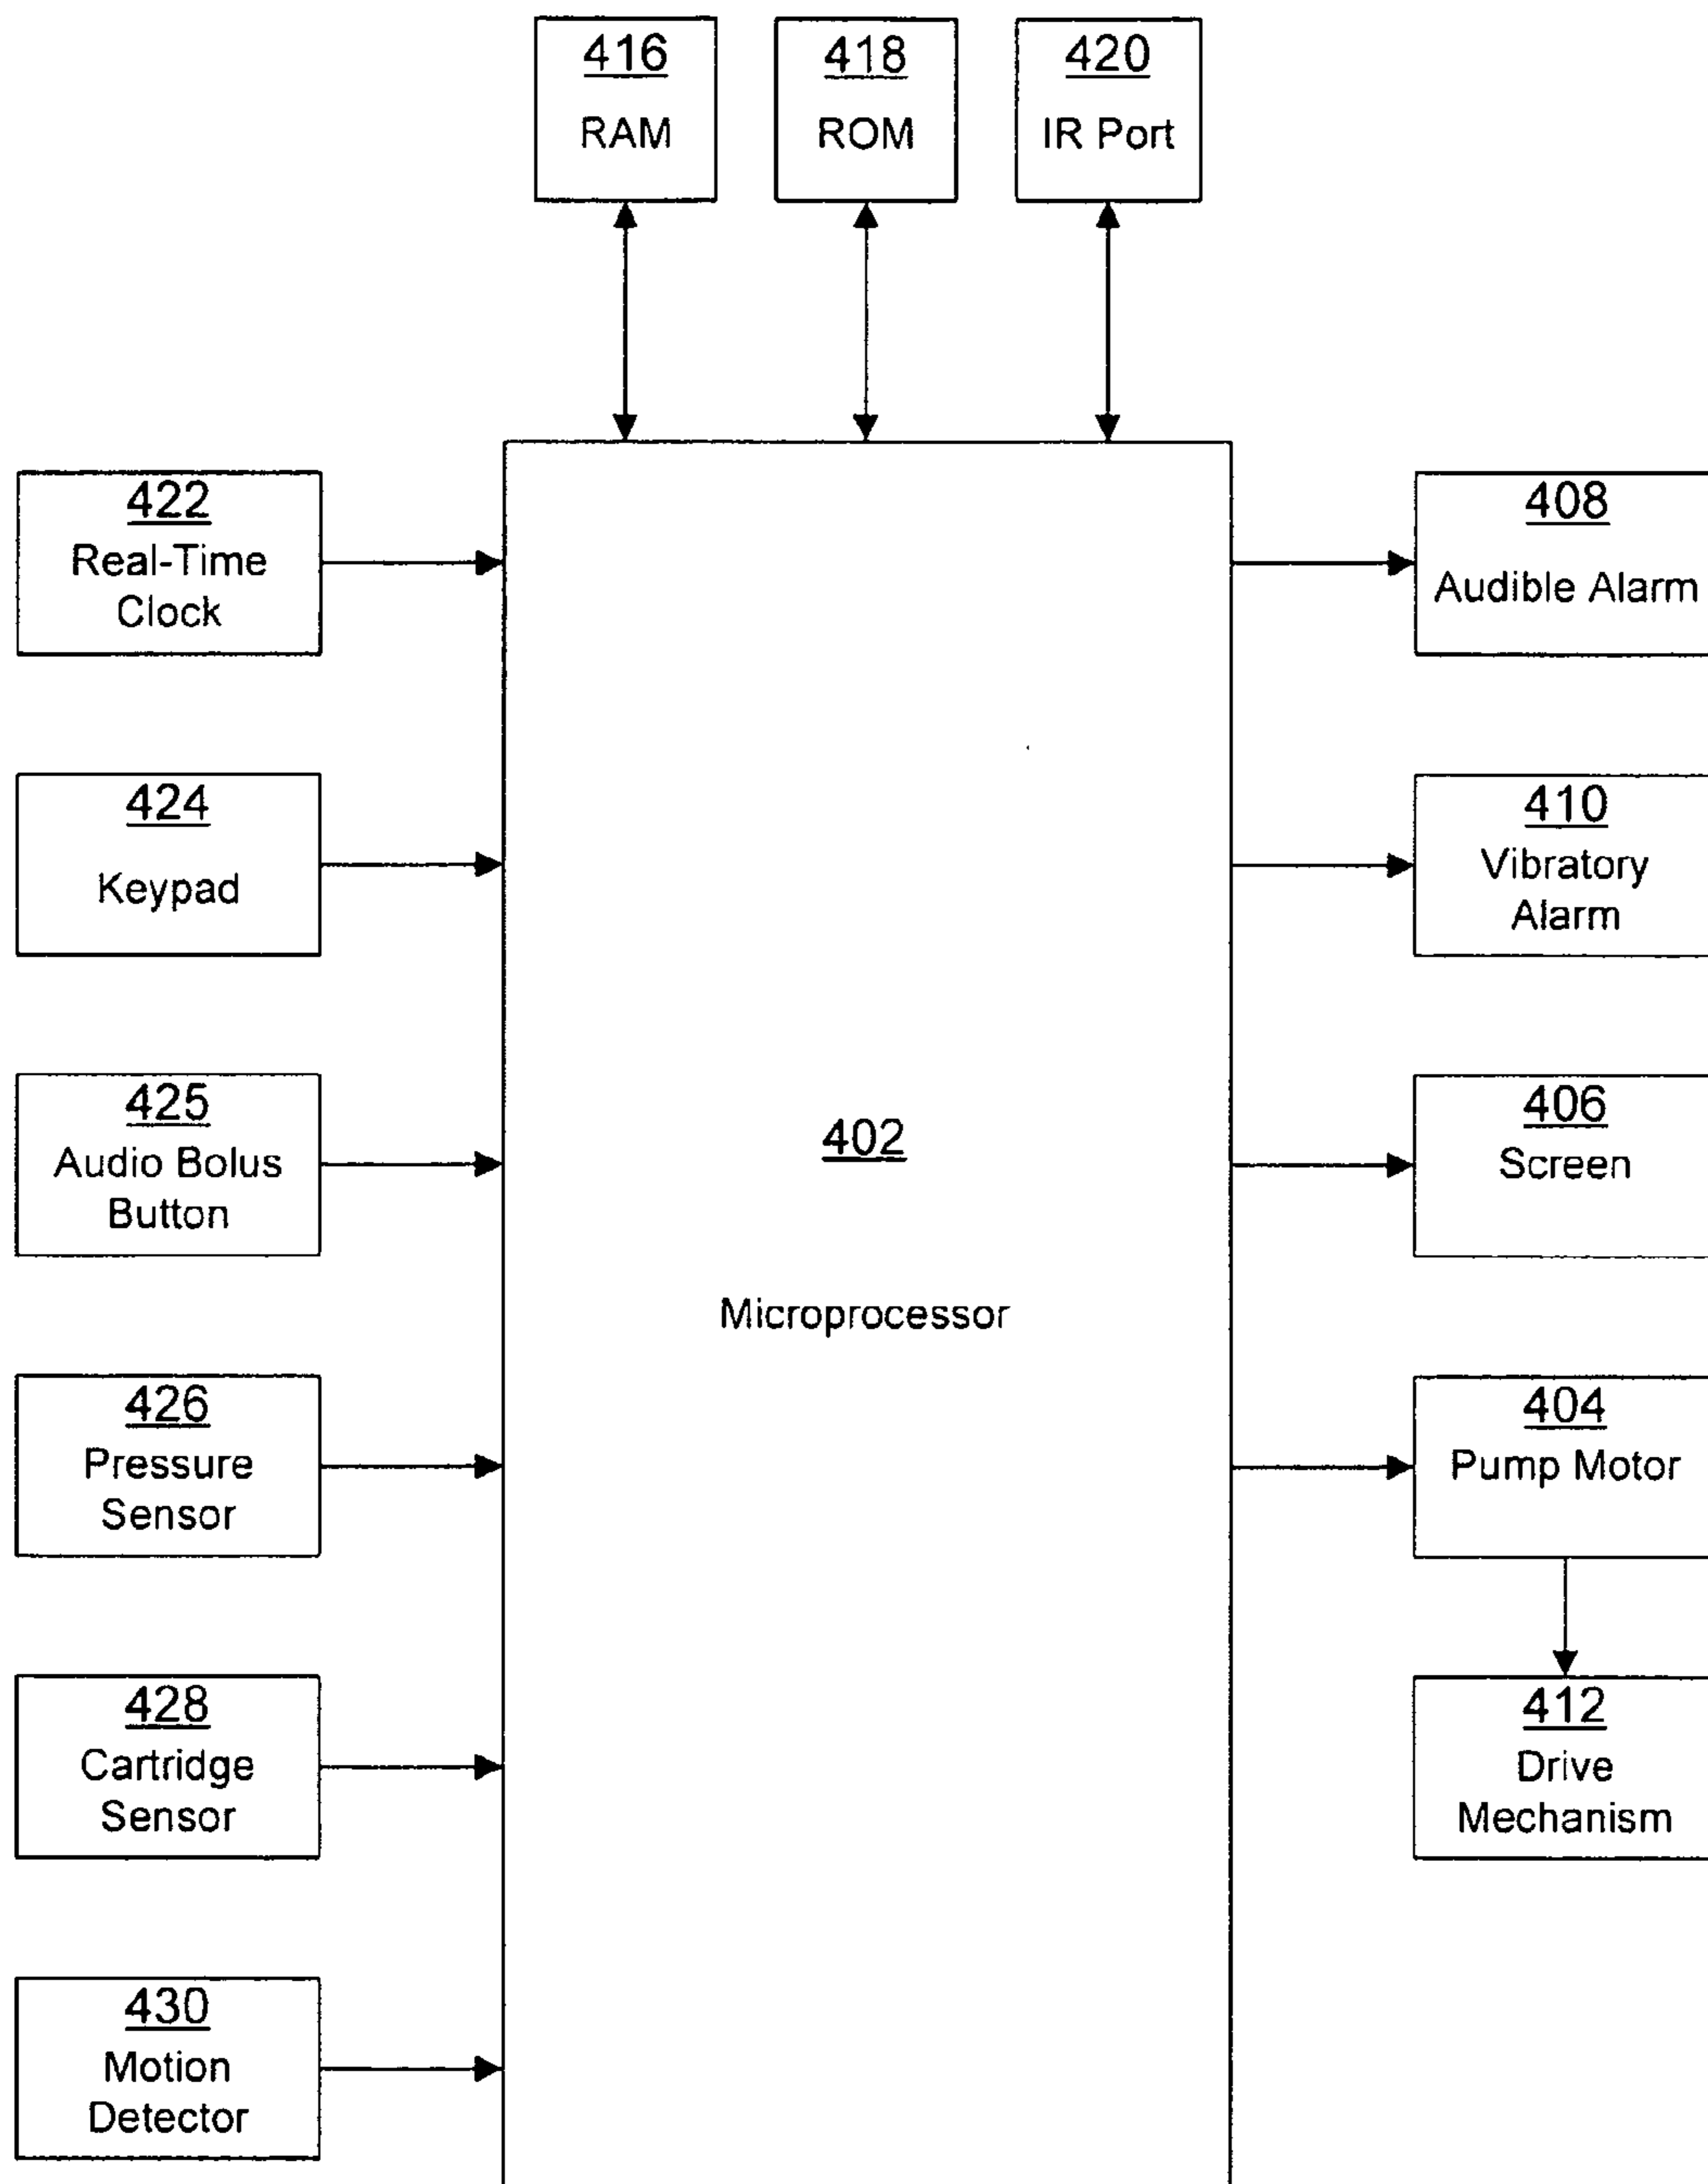 416
RAM
418
ROM
420
IR Port
422
Real-Time
Clock
424
Keypad
425
Audio Bolus
Button
426
Pressure
Sensor
428
Cartridge
Sensor
430
Motion
Detector
402
Microprocessor
408
Audible Alarm
410
Vibratory
Alarm
406
Screen
404
Pump Motor
412
Drive
Mechanism